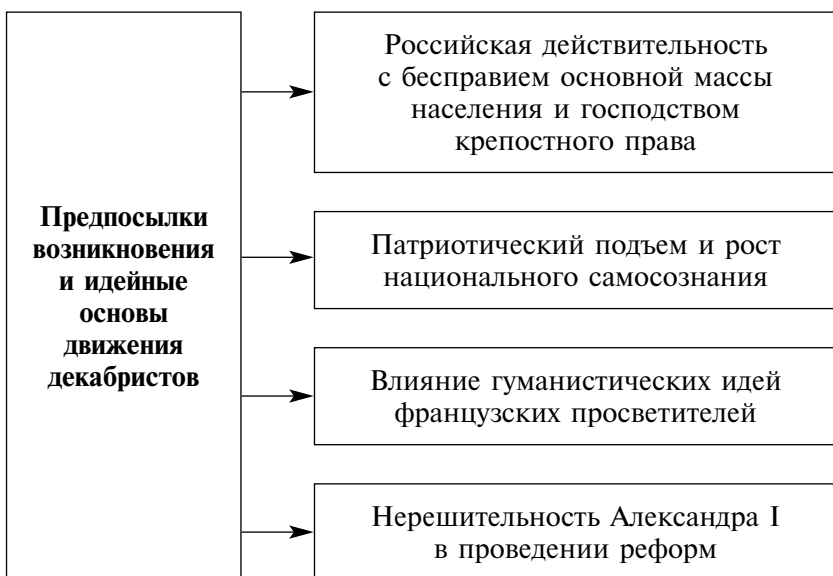 Предпосылки
возникновения
и идейные
основы
движения
декабристов
Российская действительность
с бесправием основной массы
населения и господством
крепостного права
Патриотический подъем и рост
национального самосознания
Влияние гуманистических идей
французских просветителей
Нерешительность Александра I
в проведении реформ